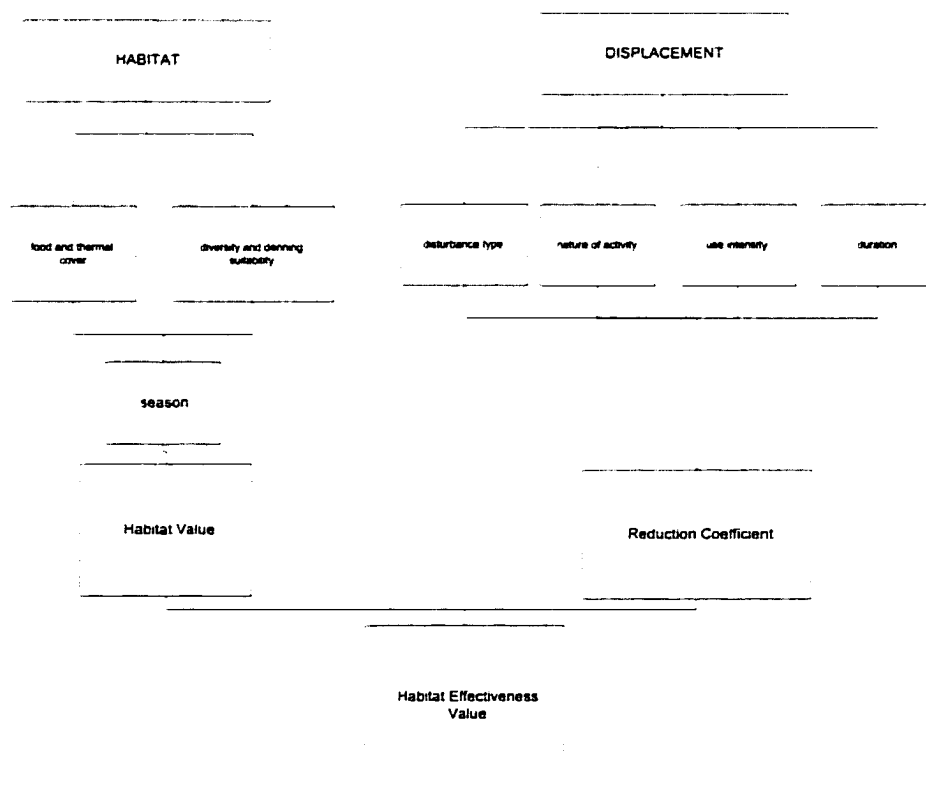 HABITAT
DISPLACEMENT
food and thermal
cover
diversity and denning
suitability
disturbance type
nature of activity
use intensity
duration
season
Habitat Value
Reduction Coefficient
Habitat Effectiveness
Value